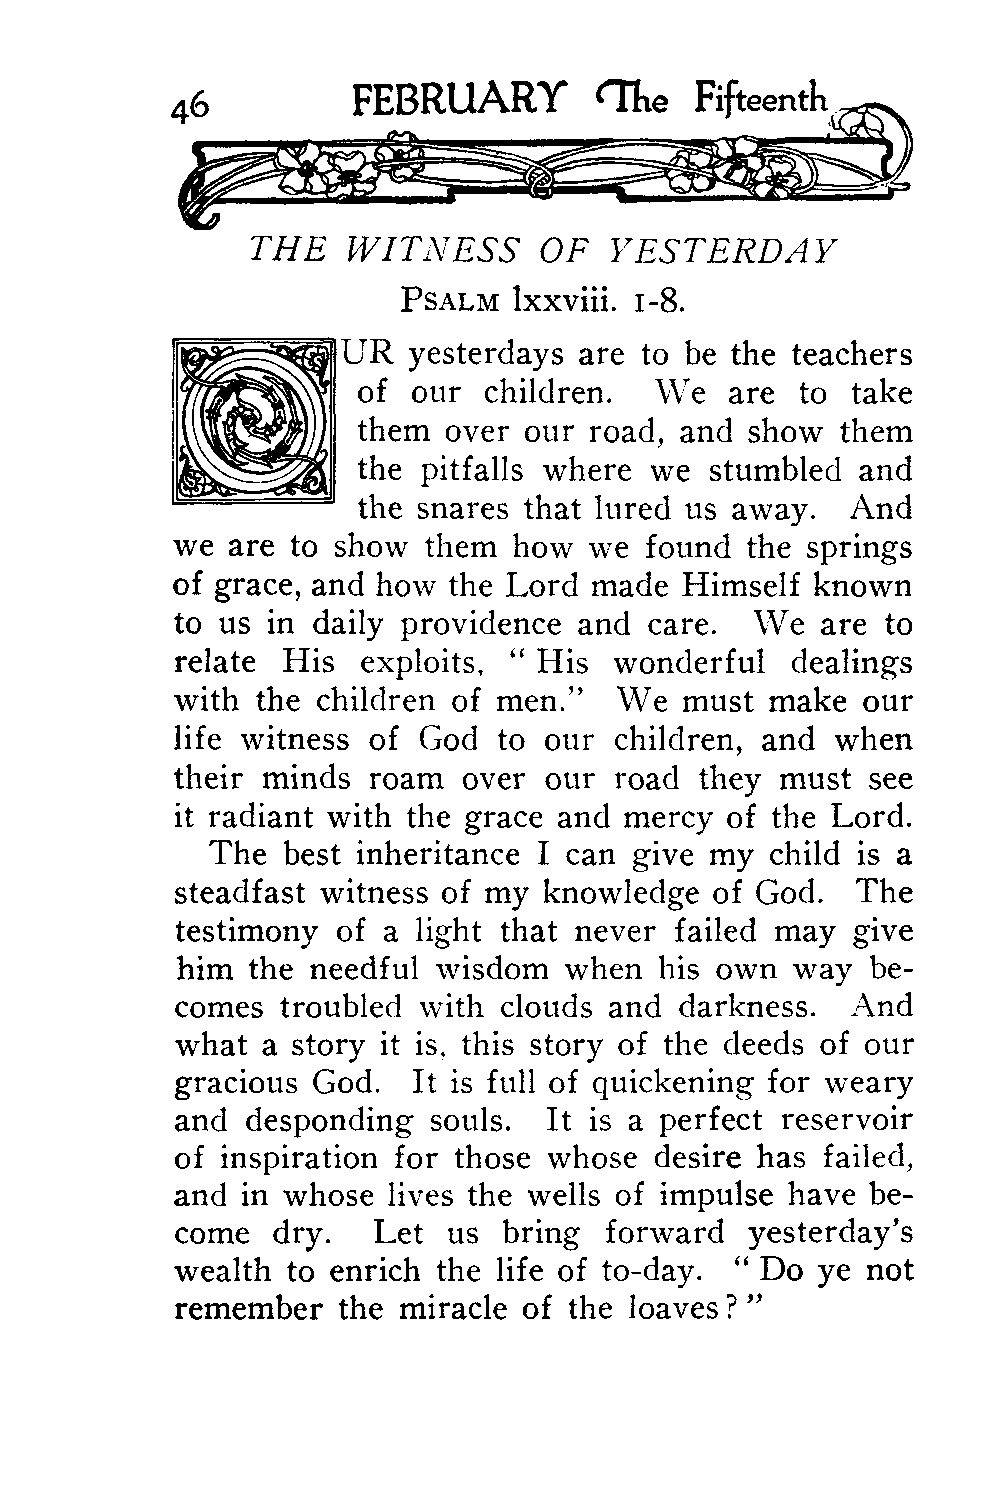 46 FEBRUARY The Fifteenth
THE WITNESS OF YESTERDAY
PSALM lxxviii. 1-8.
OUR yesterdays are to be the teachers
of our children. We are to take
them over our road, and show them
the pitfalls where we stumbled and
the snares that lured us away. And
we are to show them how we found the springs
of grace, and how the Lord made Himself known
to us in daily providence and care. We are to
relate His exploits, “ His wonderful dealings
with the children of men.” We must make our
life witness of God to our children, and when
their minds roam over our road they must see
it radiant with the grace and mercy of the Lord.
The best inheritance I can give my child is a
steadfast witness of my knowledge of God. The
testimony of a light that never failed may give
him the needful wisdom when his own way be-
comes troubled with clouds and darkness. And
what a story it is, this story of the deeds of our
gracious God. It is full of quickening for weary
and desponding souls. It is a perfect reservoir
of inspiration for those whose desire has failed,
and in whose lives the wells of impulse have be-
come dry. Let us bring forward yesterday's
wealth to enrich the life of to-day. “ Do ye not
remember the miracle of the loaves ? ”